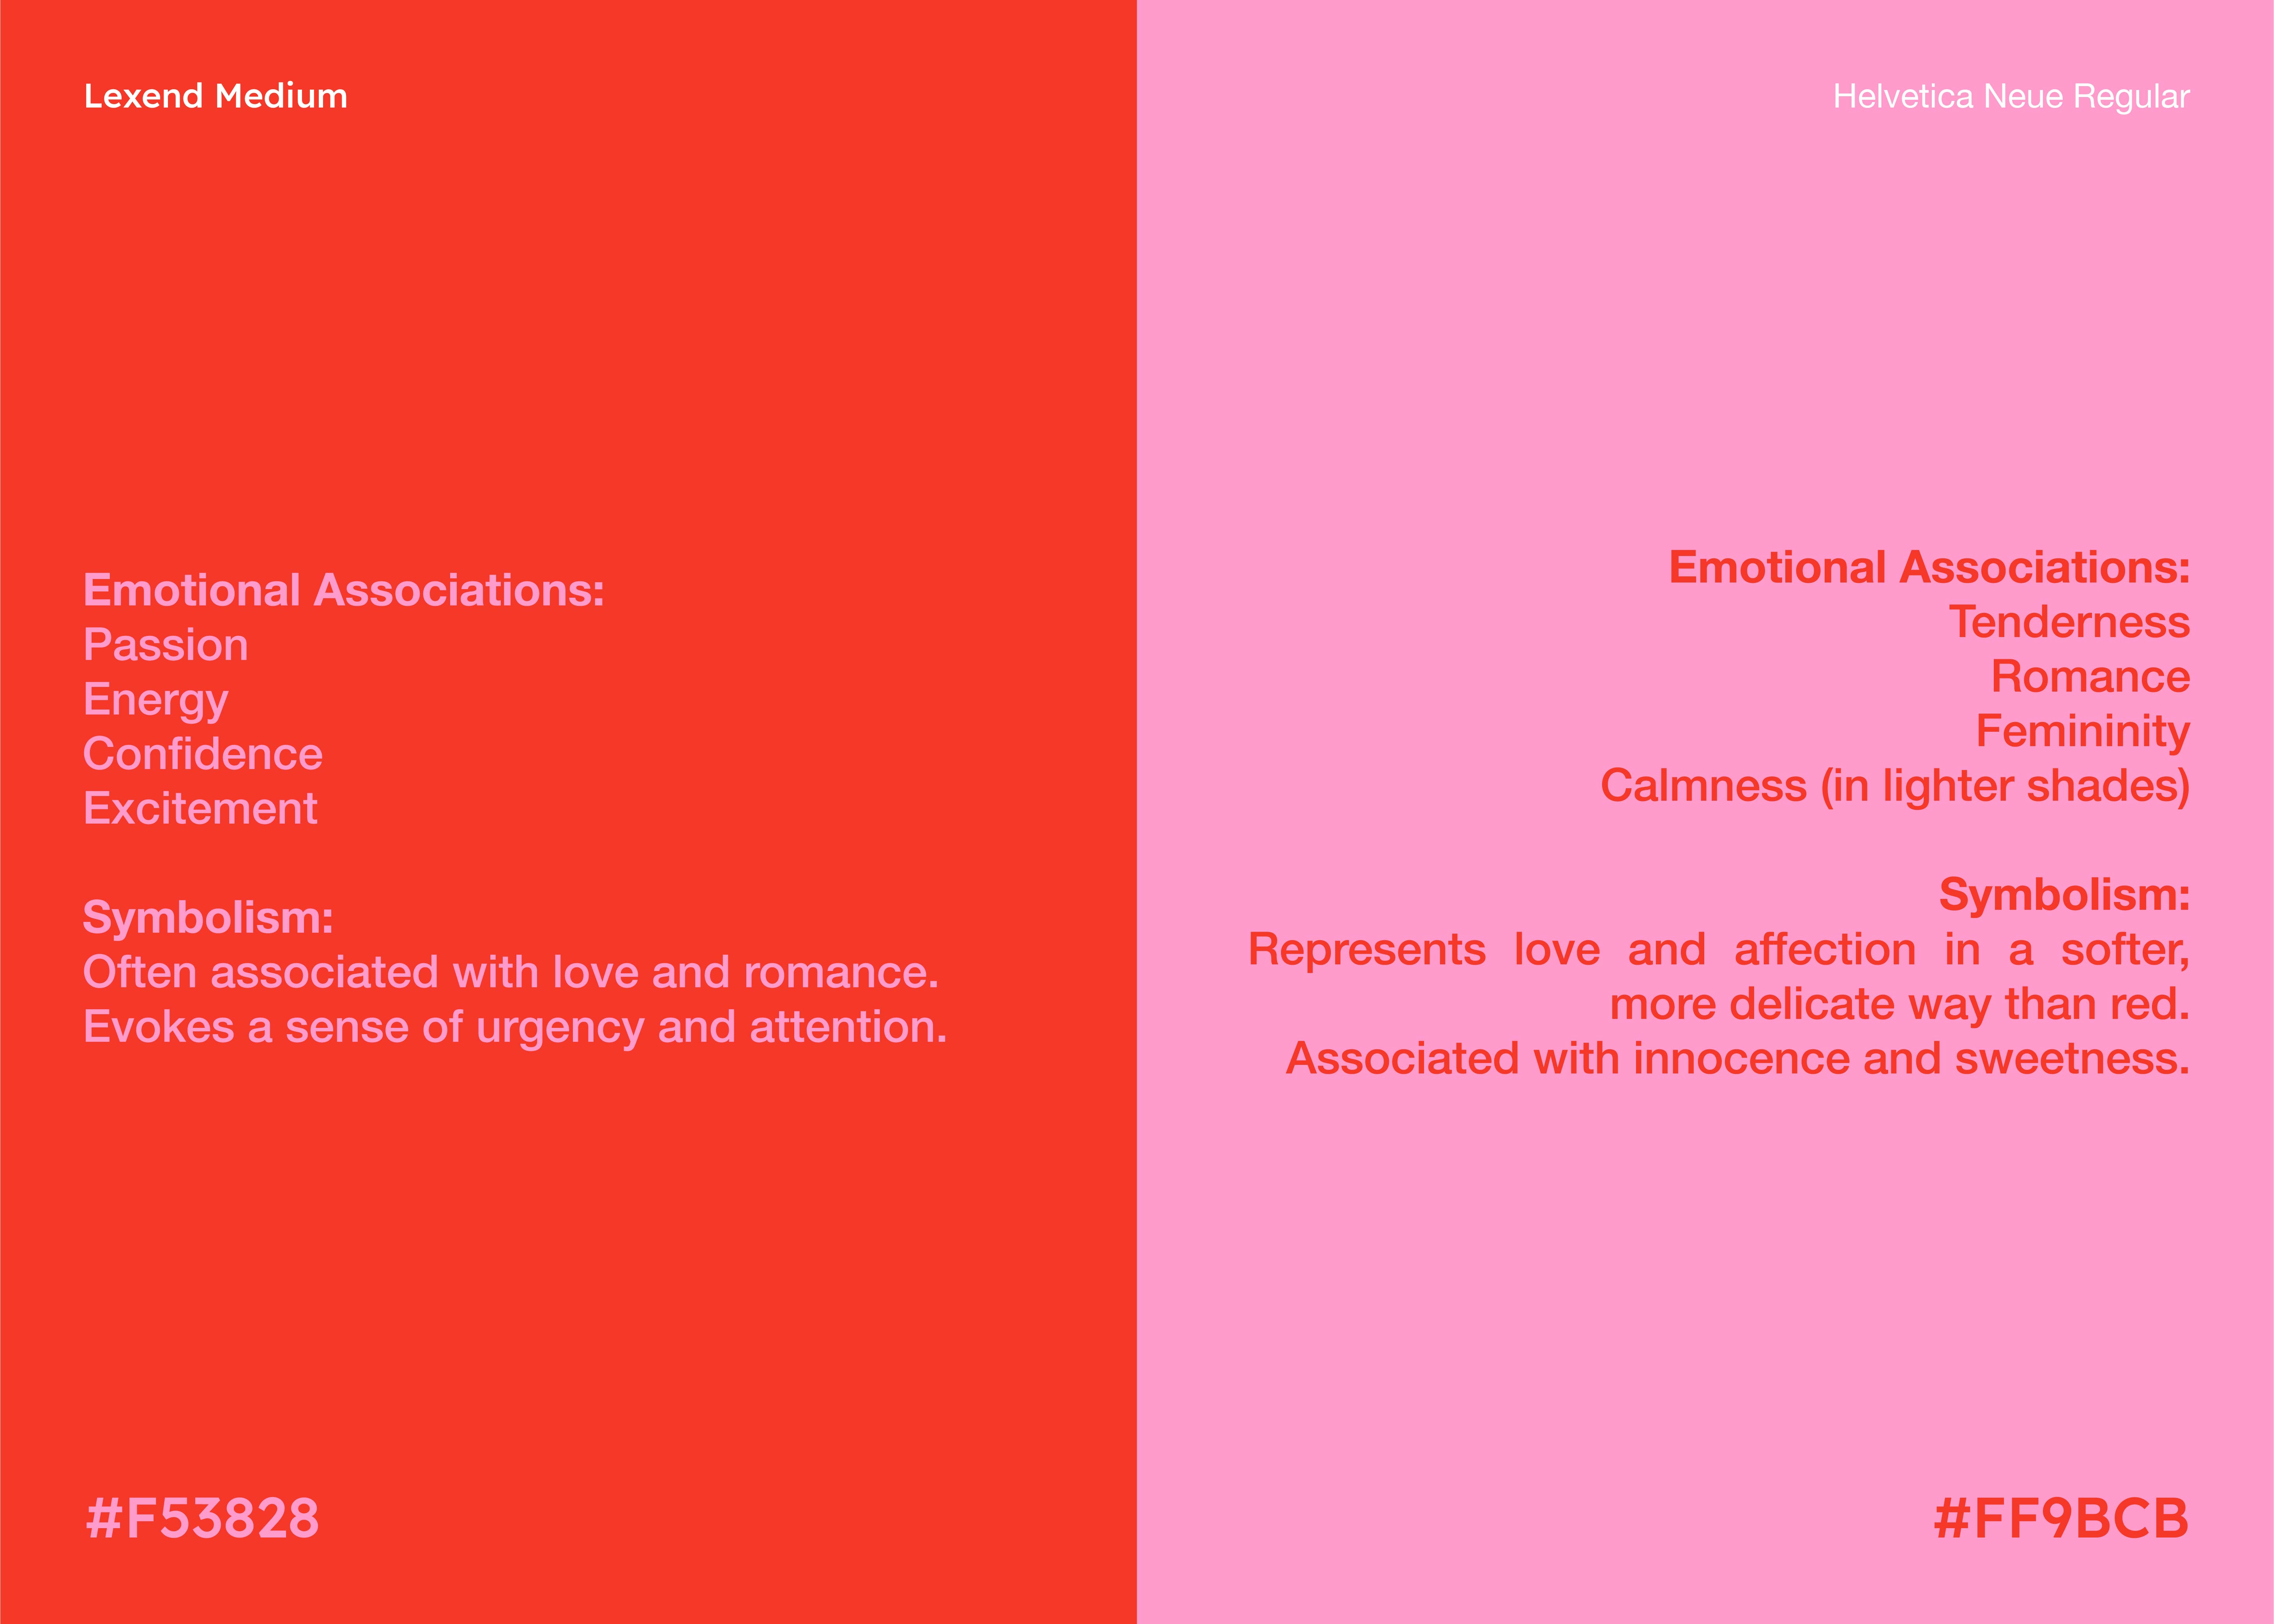 Lexend Medium
Emotional Associations:
Passion
Energy
Confidence
Excitement
Symbolism:
Often associated with love and romance.
Evokes a sense of urgency and attention.
#F53828
Helvetica Neue Regular
Emotional Associations:
Tenderness
Romance
Femininity
Calmness (in lighter shades)
Symbolism:
Represents love and affection in a softer,
more delicate way than red.
Associated with innocence and sweetness.
#FF9BCB